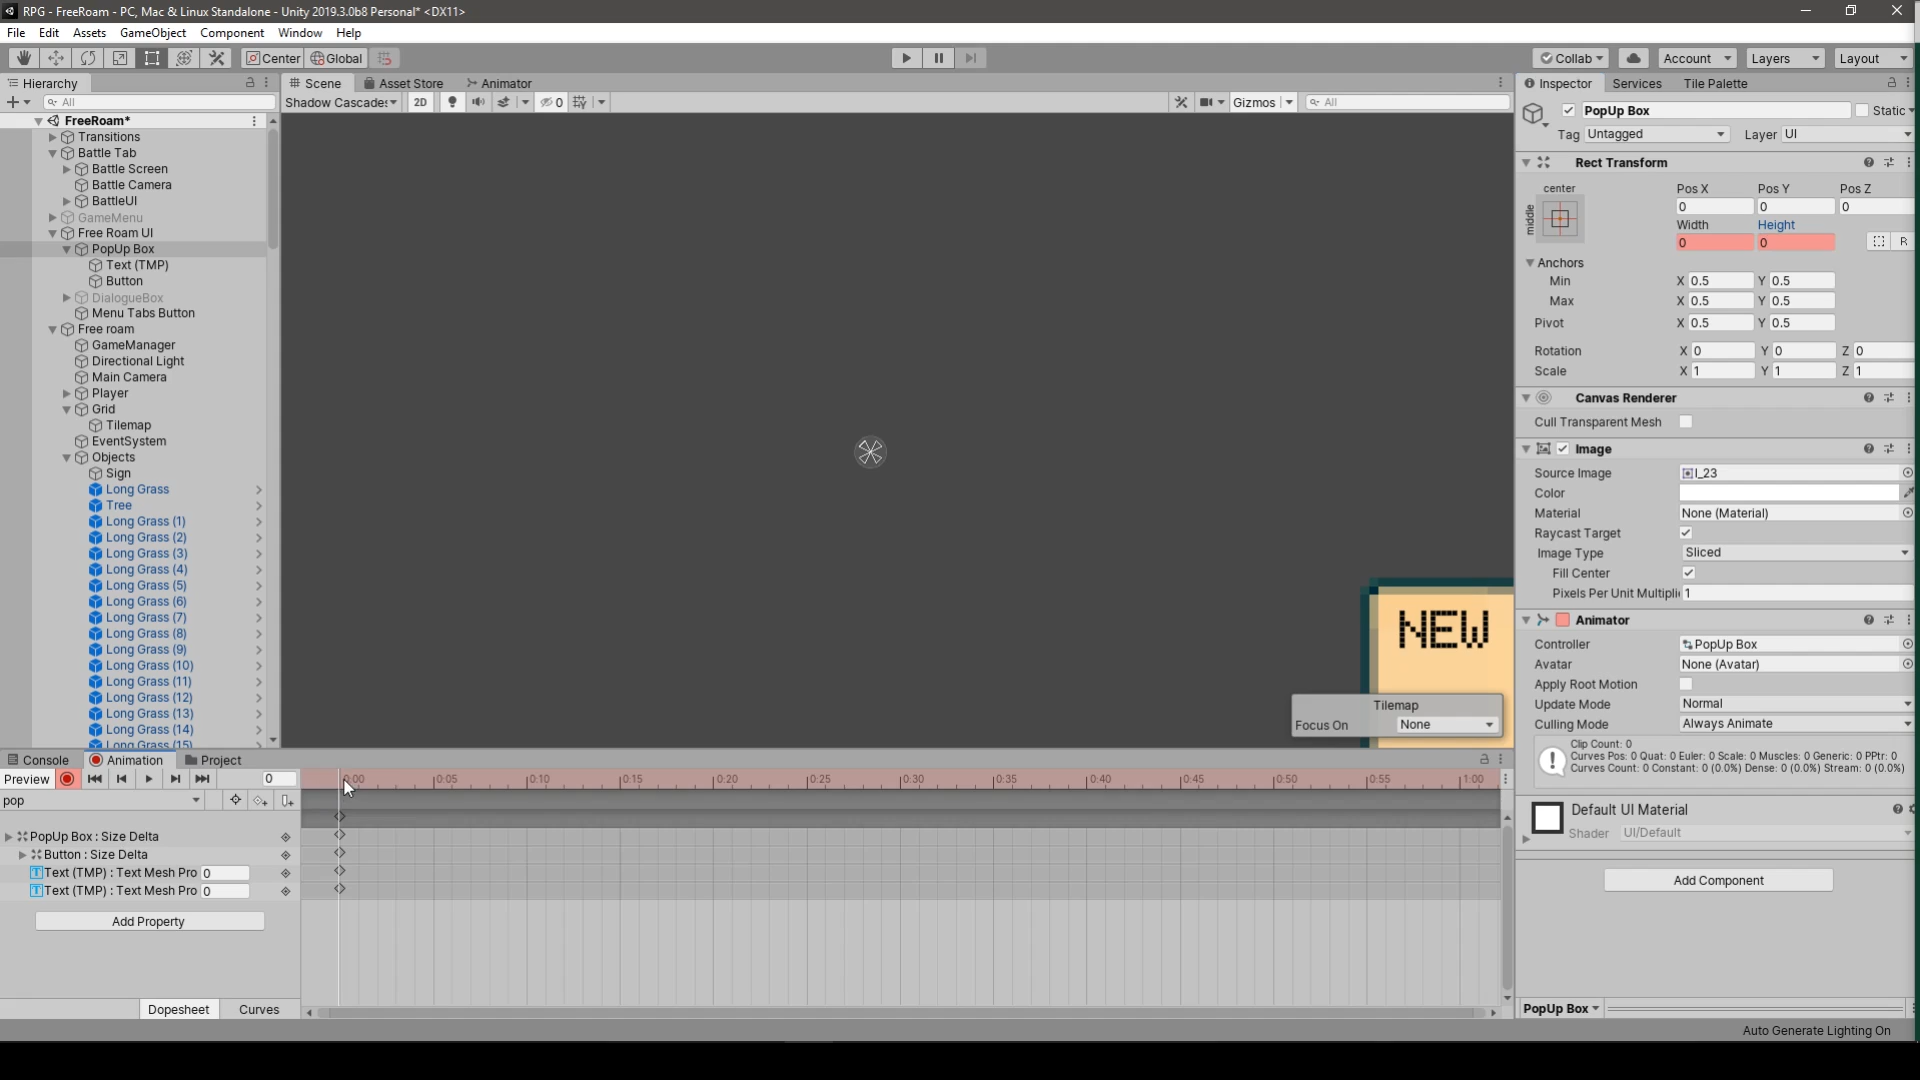 RPG - FreeRoam - PC, Mac & Linux Standalone - Unity 2019.3.0b8 Personal* <DX11>
File Edit Assets GameObject Component Window Help
Center Global Collab Account Layers Layout
Hierarchy
All
FreeRoam*
Transitions
Battle Tab
Battle Screen
Battle Camera
BattleUI
GameMenu
Free Roam UI
PopUp Box
Text (TMP)
Button
DialogueBox
Menu Tabs Button
Free roam
GameManager
Directional Light
Main Camera
Player
Grid
Tilemap
EventSystem
Objects
Sign
Long Grass
Tree
Long Grass (1)
Long Grass (2)
Long Grass (3)
Long Grass (4)
Long Grass (5)
Long Grass (6)
Long Grass (7)
Long Grass (8)
Long Grass (9)
Long Grass (10)
Long Grass (11)
Long Grass (12)
Long Grass (13)
Long Grass (14)
Long Grass (15)
Scene Asset Store Animator
Shadow Cascades 2D 0 Gizmos All
NEW
Tilemap
Focus On None
Console Animation Project
Preview 0 0:00 0:05 0:10 0:15 0:20 0:25 0:30 0:35 0:40 0:45 0:50 0:55 1:00
pop
PopUp Box : Size Delta
Button : Size Delta
Text (TMP) : Text Mesh Pro 0
Text (TMP) : Text Mesh Pro 0
Add Property
Dopesheet Curves
Inspector Services Tile Palette
PopUp Box Static
Tag Untagged Layer UI
Rect Transform
center Pos X Pos Y Pos Z
middle 0 0 0
Width Height
0 0 R
Anchors
Min X 0.5 Y 0.5
Max X 0.5 Y 0.5
Pivot X 0.5 Y 0.5
Rotation X 0 Y 0 Z 0
Scale X 1 Y 1 Z 1
Canvas Renderer
Cull Transparent Mesh
Image
Source Image I_23
Color
Material None (Material)
Raycast Target
Image Type Sliced
Fill Center
Pixels Per Unit Multipli 1
Animator
Controller PopUp Box
Avatar None (Avatar)
Apply Root Motion
Update Mode Normal
Culling Mode Always Animate
Clip Count: 0
Curves Pos: 0 Quat: 0 Euler: 0 Scale: 0 Muscles: 0 Generic: 0 PPtr: 0
Curves Count: 0 Constant: 0 (0.0%) Dense: 0 (0.0%) Stream: 0 (0.0%)
Default UI Material
Shader UI/Default
Add Component
PopUp Box
Auto Generate Lighting On